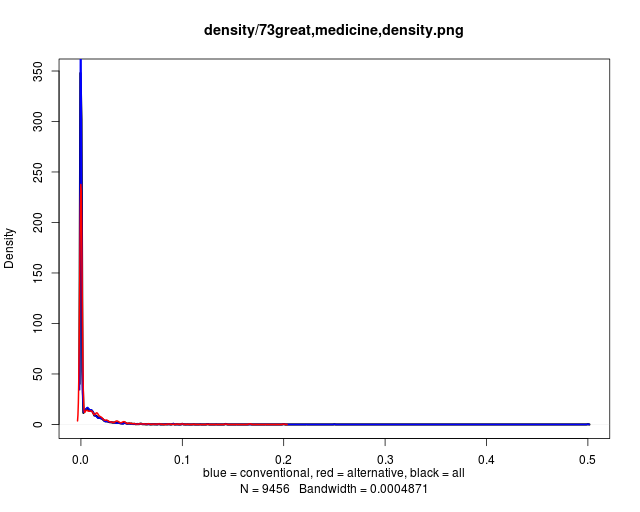 density/73great,medicine,density.png
Density
350
300
250
200
150
100
50
0
0.0 0.1 0.2 0.3 0.4 0.5
blue = conventional, red = alternative, black = all
N = 9456 Bandwidth = 0.0004871